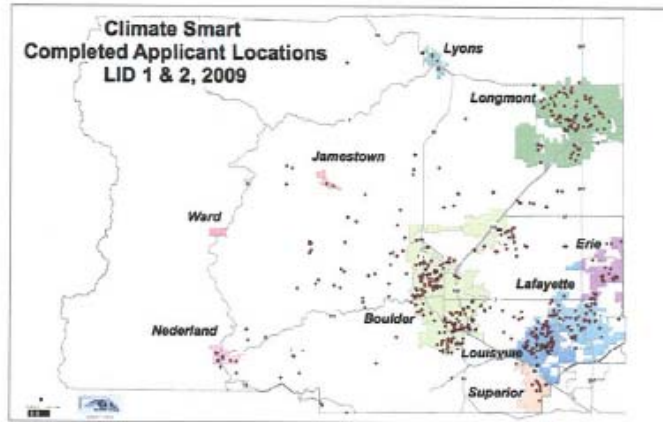 Climate Smart
Completed Applicant Locations
LID 1 & 2, 2009
Lyons
Longmont
Jamestown
Ward
Erie
Lafayette
Boulder
Nederland
Louisville
Superior